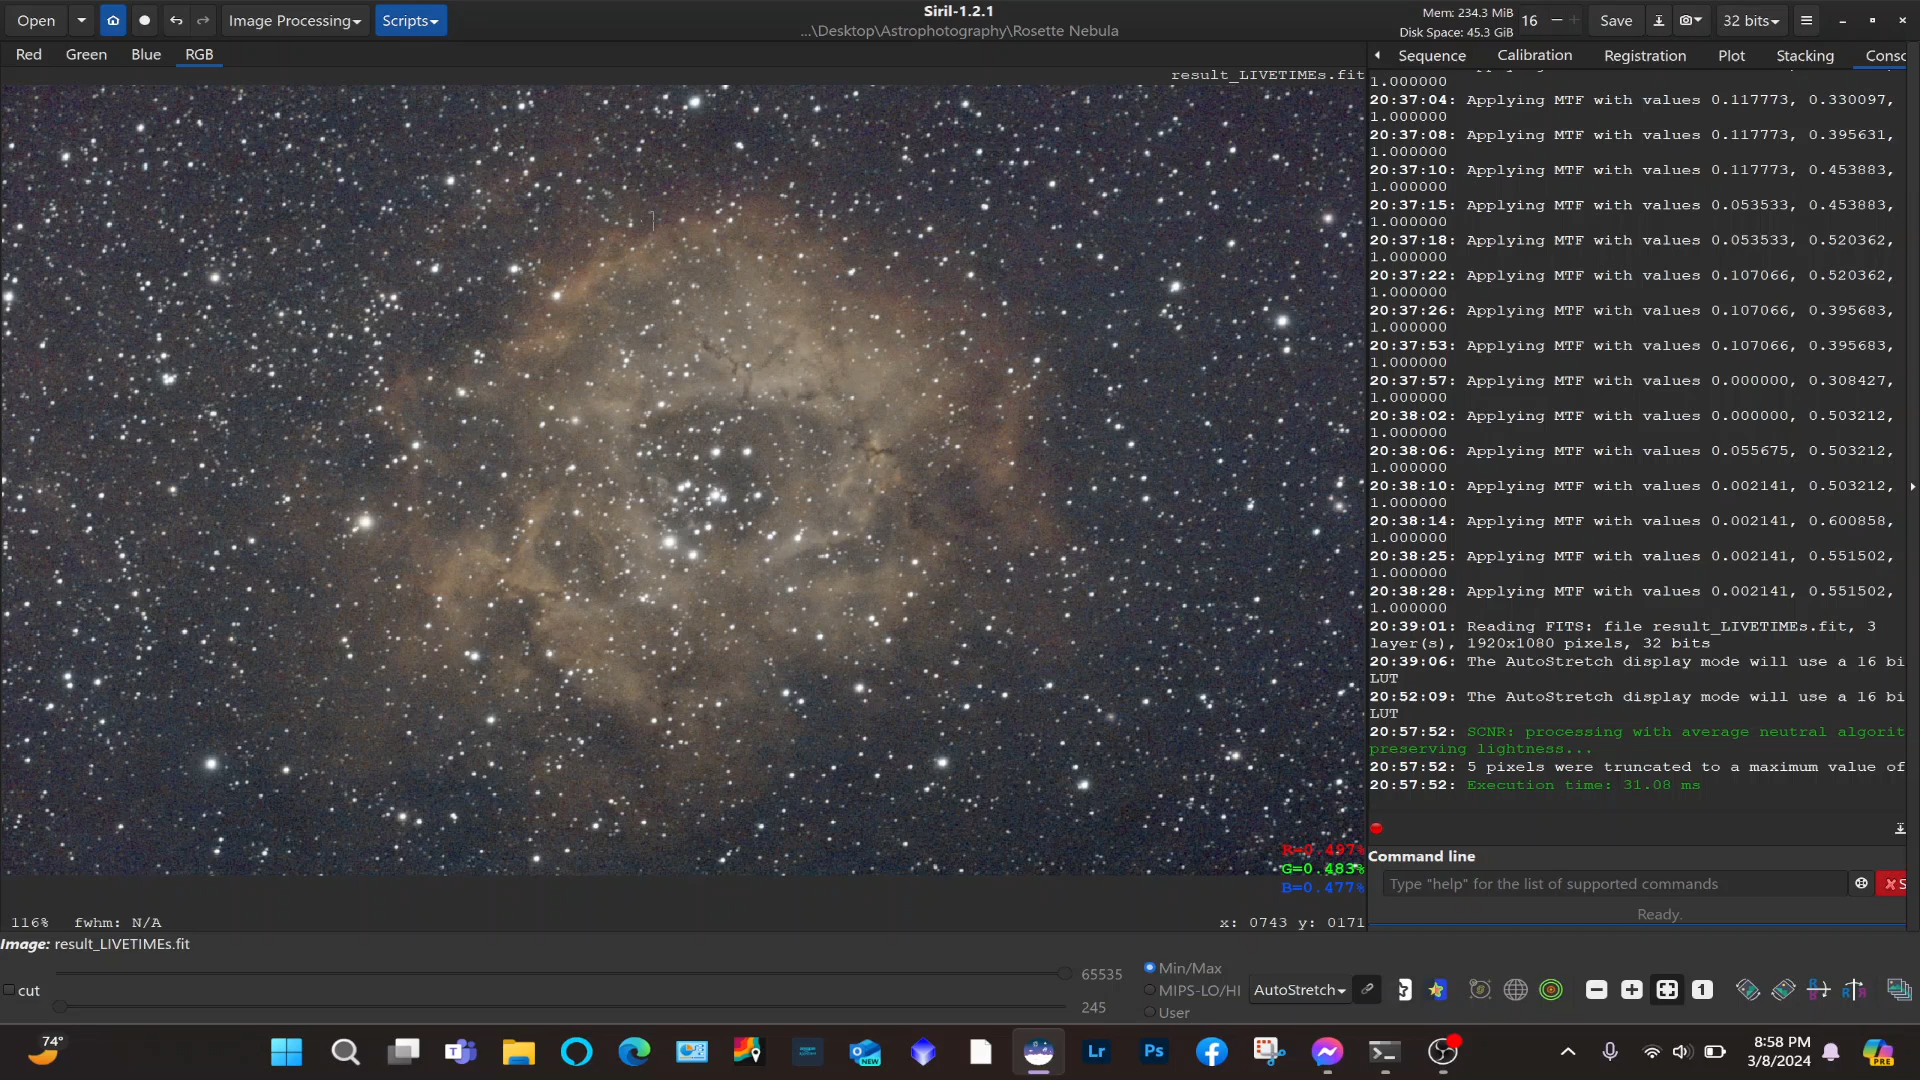 Open
Image Processing
Scripts
Siril-1.2.1
...\Desktop\Astrophotography\Rosette Nebula
Mem: 234.3 MiB
Disk Space: 45.3 GiB
16
Save
32 bits
Red
Green
Blue
RGB
Sequence
Calibration
Registration
Plot
Stacking
result_LIVETIMEs.fit
1.000000
20:37:04: Applying MTF with values 0.117773, 0.330097,
1.000000
20:37:08: Applying MTF with values 0.117773, 0.395631,
1.000000
20:37:10: Applying MTF with values 0.117773, 0.453883,
1.000000
20:37:15: Applying MTF with values 0.053533, 0.453883,
1.000000
20:37:18: Applying MTF with values 0.053533, 0.520362,
1.000000
20:37:22: Applying MTF with values 0.107066, 0.520362,
1.000000
20:37:26: Applying MTF with values 0.107066, 0.395683,
1.000000
20:37:53: Applying MTF with values 0.107066, 0.395683,
1.000000
20:37:57: Applying MTF with values 0.000000, 0.308427,
1.000000
20:38:02: Applying MTF with values 0.000000, 0.503212,
1.000000
20:38:06: Applying MTF with values 0.055675, 0.503212,
1.000000
20:38:10: Applying MTF with values 0.002141, 0.503212,
1.000000
20:38:14: Applying MTF with values 0.002141, 0.600858,
1.000000
20:38:25: Applying MTF with values 0.002141, 0.551502,
1.000000
20:38:28: Applying MTF with values 0.002141, 0.551502,
1.000000
20:39:01: Reading FITS: file result_LIVETIMEs.fit, 3
layer(s), 1920x1080 pixels, 32 bits
20:39:06: The AutoStretch display mode will use a 16 bi
LUT
20:52:09: The AutoStretch display mode will use a 16 bi
LUT
20:57:52: SCNR: processing with average neutral algorit
preserving lightness...
20:57:52: 5 pixels were truncated to a maximum value of
20:57:52: Execution time: 31.08 ms
R=0.497%
G=0.483%
B=0.477%
Command line
Type "help" for the list of supported commands
Ready.
116%
fwhm: N/A
x: 0743 y: 0171
Image: result_LIVETIMEs.fit
cut
65535
245
Min/Max
MIPS-LO/HI
User
AutoStretch
1
74°
NEW
Lr
Ps
8:58 PM
3/8/2024
PRE